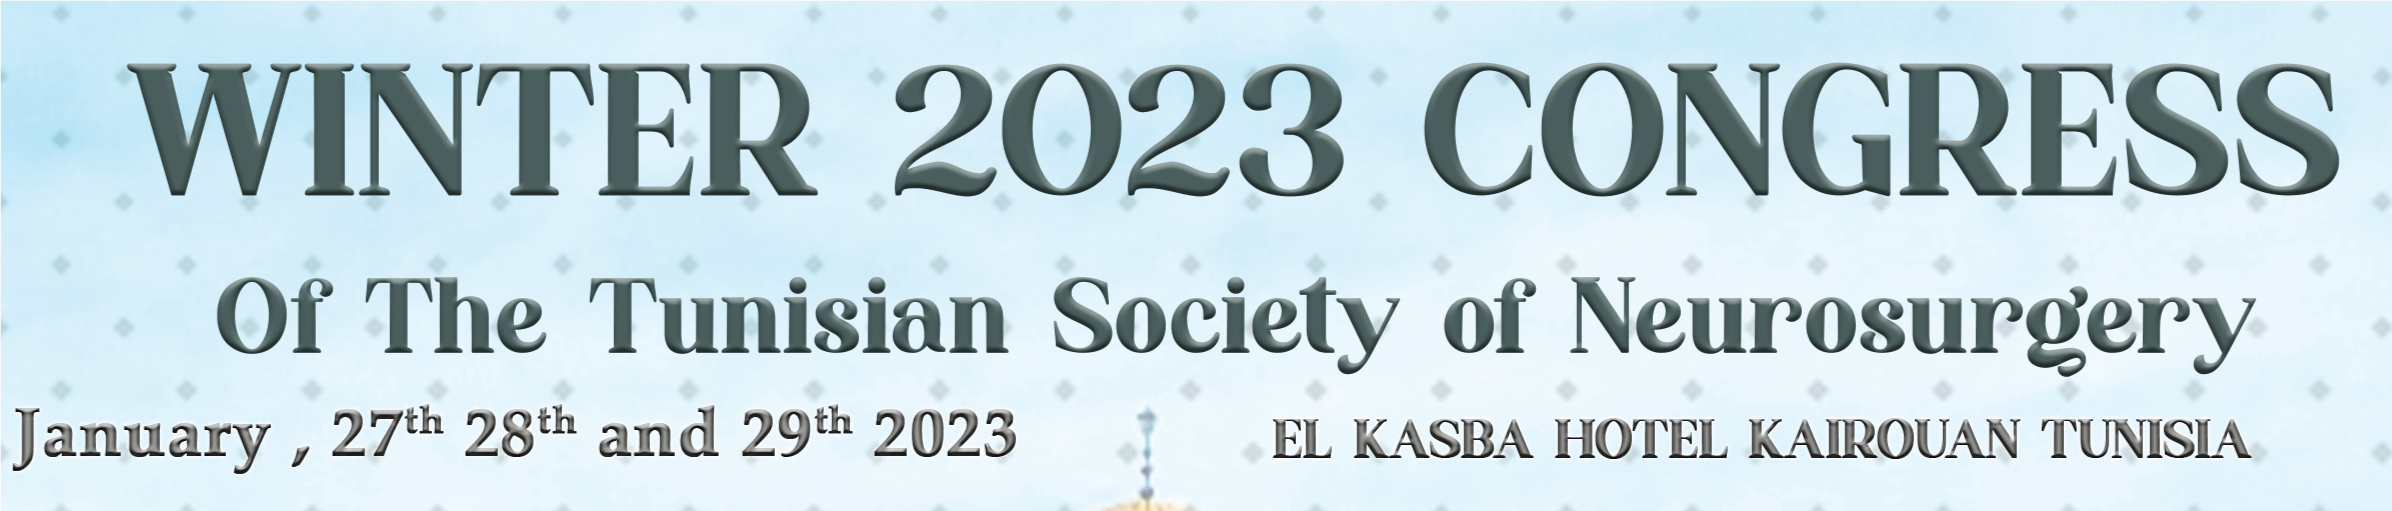 WINTER 2023 CONGRESS
Of The Tunisian Society of Neurosurgery
January , 27th 28th and 29th 2023
EL KASBA HOTEL KAIROUAN TUNISIA